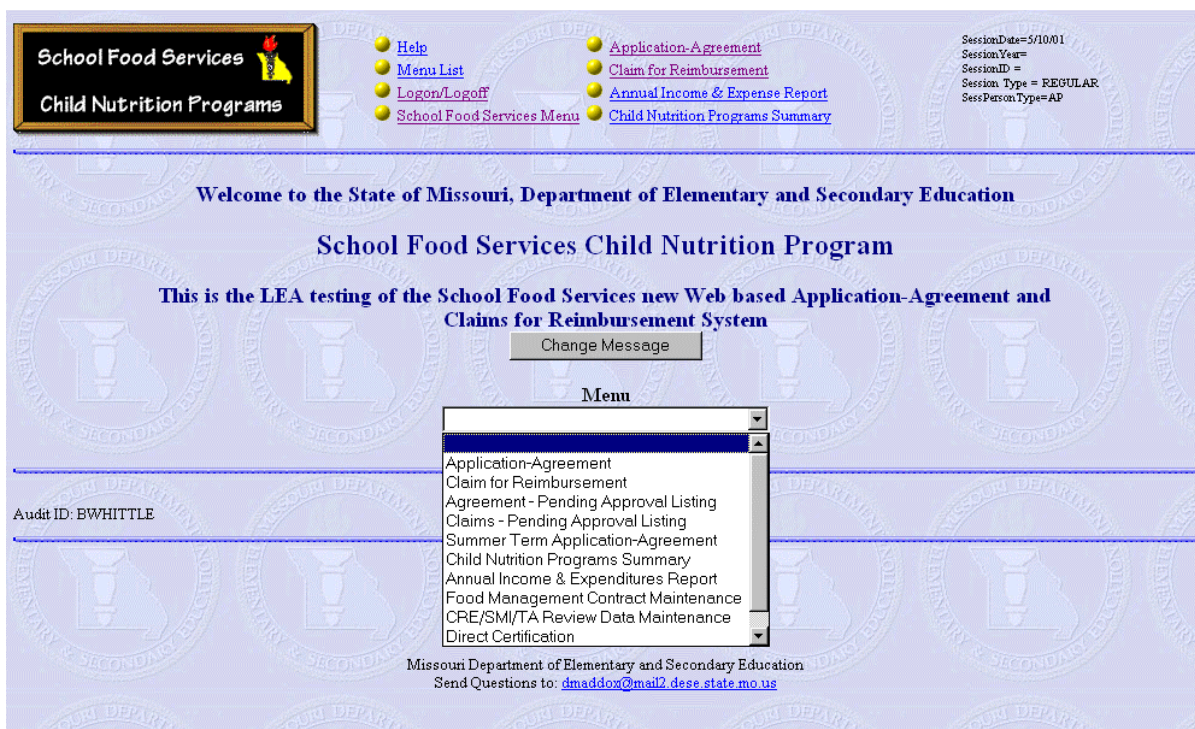 School Food Services
Child Nutrition Programs
Help
Menu List
Logon/Logoff
School Food Services Menu
Application-Agreement
Claim for Reimbursement
Annual Income & Expense Report
Child Nutrition Programs Summary
SessionDate=5/10/01
SessionYear=
SessionID =
Session Type = REGULAR
SessPersonType=AP
Welcome to the State of Missouri, Department of Elementary and Secondary Education
School Food Services Child Nutrition Program
This is the LEA testing of the School Food Services new Web based Application-Agreement and
Claims for Reimbursement System
Change Message
Menu
Application-Agreement
Claim for Reimbursement
Agreement - Pending Approval Listing
Claims - Pending Approval Listing
Summer Term Application-Agreement
Child Nutrition Programs Summary
Annual Income & Expenditures Report
Food Management Contract Maintenance
CRE/SMI/TA Review Data Maintenance
Direct Certification
Audit ID: BWHITTLE
Missouri Department of Elementary and Secondary Education
Send Questions to: dmaddox@mail2.dese.state.mo.us